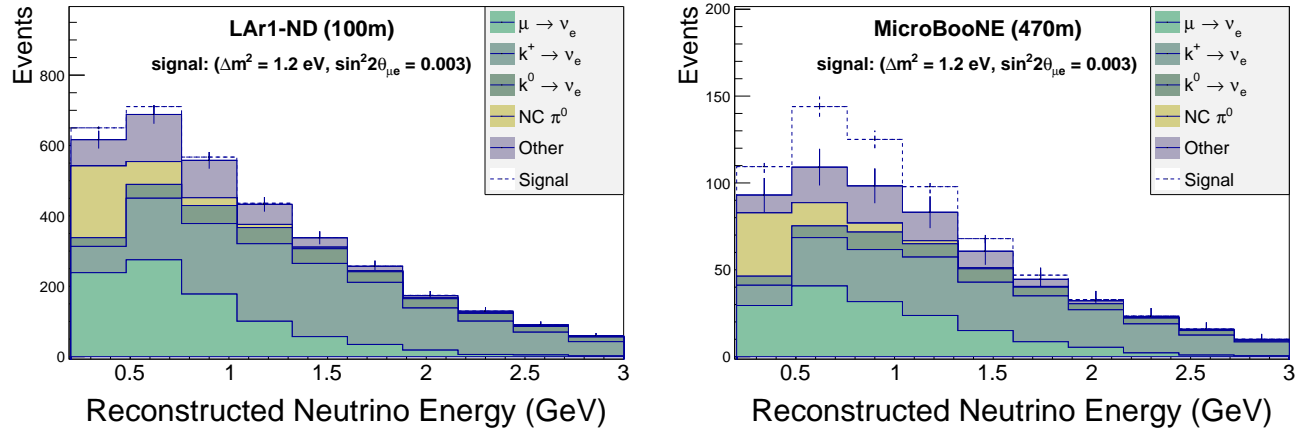 LAr1-ND (100m)
signal: (Δm² = 1.2 eV, sin²2θμe = 0.003)
Events
800
600
400
200
0
0.5 1 1.5 2 2.5 3
Reconstructed Neutrino Energy (GeV)
μ → νe
k⁺ → νe
k⁰ → νe
NC π⁰
Other
Signal
MicroBooNE (470m)
signal: (Δm² = 1.2 eV, sin²2θμe = 0.003)
Events
200
150
100
50
0
0.5 1 1.5 2 2.5 3
Reconstructed Neutrino Energy (GeV)
μ → νe
k⁺ → νe
k⁰ → νe
NC π⁰
Other
Signal